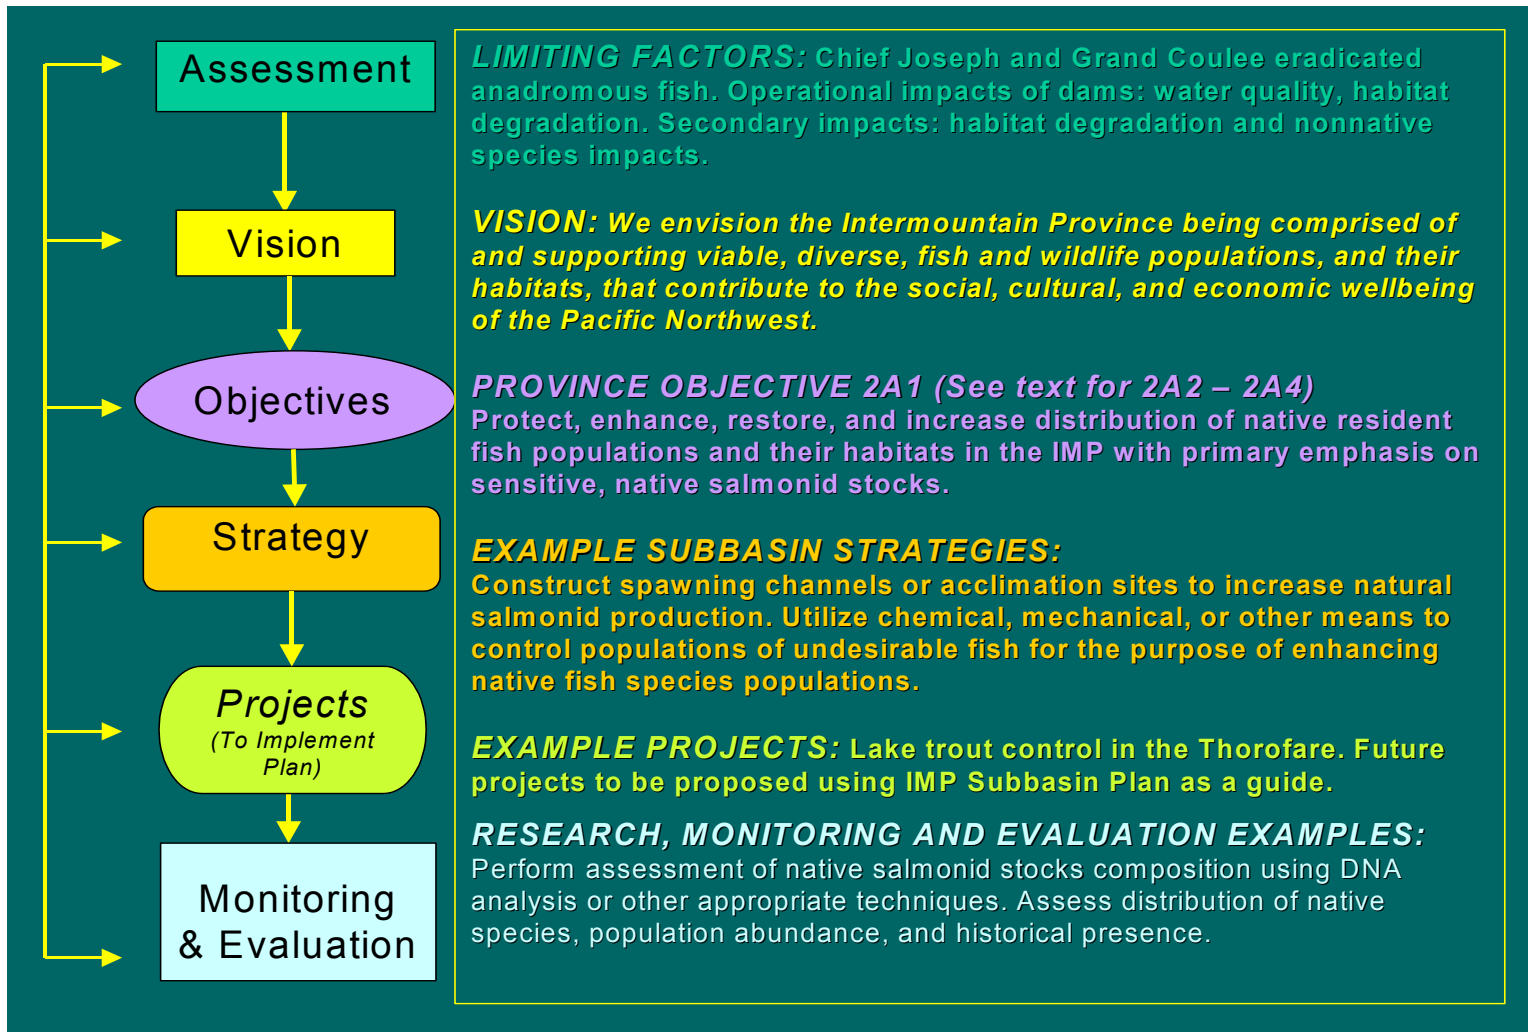 Assessment
Vision
Objectives
Strategy
Projects
(To Implement
Plan)
Monitoring
& Evaluation
LIMITING FACTORS: Chief Joseph and Grand Coulee eradicated
anadromous fish. Operational impacts of dams: water quality, habitat
degradation. Secondary impacts: habitat degradation and nonnative
species impacts.
VISION: We envision the Intermountain Province being comprised of
and supporting viable, diverse, fish and wildlife populations, and their
habitats, that contribute to the social, cultural, and economic wellbeing
of the Pacific Northwest.
PROVINCE OBJECTIVE 2A1 (See text for 2A2 – 2A4)
Protect, enhance, restore, and increase distribution of native resident
fish populations and their habitats in the IMP with primary emphasis on
sensitive, native salmonid stocks.
EXAMPLE SUBBASIN STRATEGIES:
Construct spawning channels or acclimation sites to increase natural
salmonid production. Utilize chemical, mechanical, or other means to
control populations of undesirable fish for the purpose of enhancing
native fish species populations.
EXAMPLE PROJECTS: Lake trout control in the Thorofare. Future
projects to be proposed using IMP Subbasin Plan as a guide.
RESEARCH, MONITORING AND EVALUATION EXAMPLES:
Perform assessment of native salmonid stocks composition using DNA
analysis or other appropriate techniques. Assess distribution of native
species, population abundance, and historical presence.